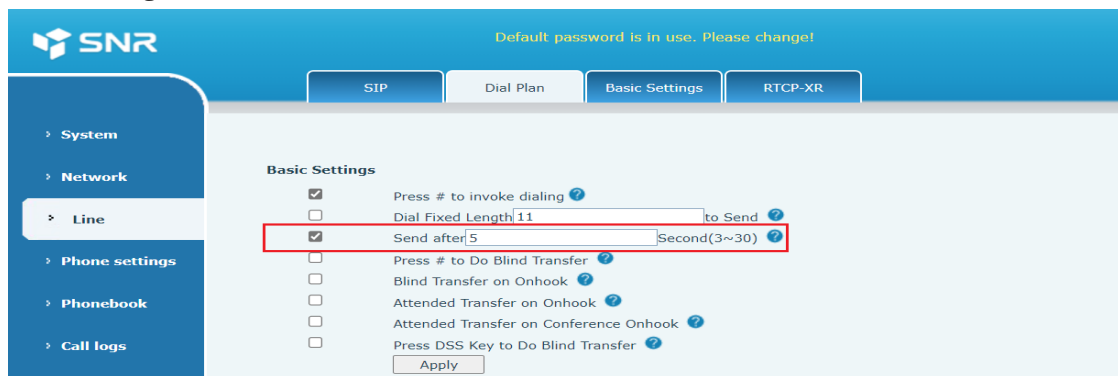 SNR
Default password is in use. Please change!
SIP
Dial Plan
Basic Settings
RTCP-XR
› System
› Network
› Line
› Phone settings
› Phonebook
› Call logs
Basic Settings
Press # to invoke dialing ?
Dial Fixed Length 11 to Send ?
Send after 5 Second(3~30) ?
Press # to Do Blind Transfer ?
Blind Transfer on Onhook ?
Attended Transfer on Onhook ?
Attended Transfer on Conference Onhook ?
Press DSS Key to Do Blind Transfer ?
Apply